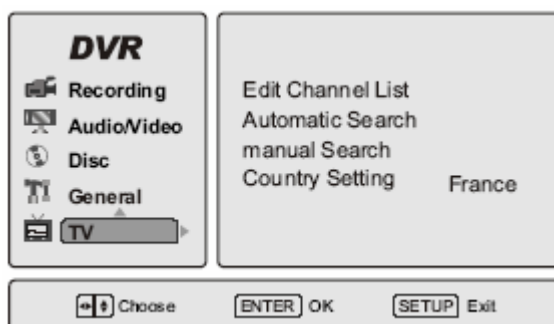 DVR
Recording
Audio/Video
Disc
General
TV
Edit Channel List
Automatic Search
manual Search
Country Setting France
Choose ENTER OK SETUP Exit